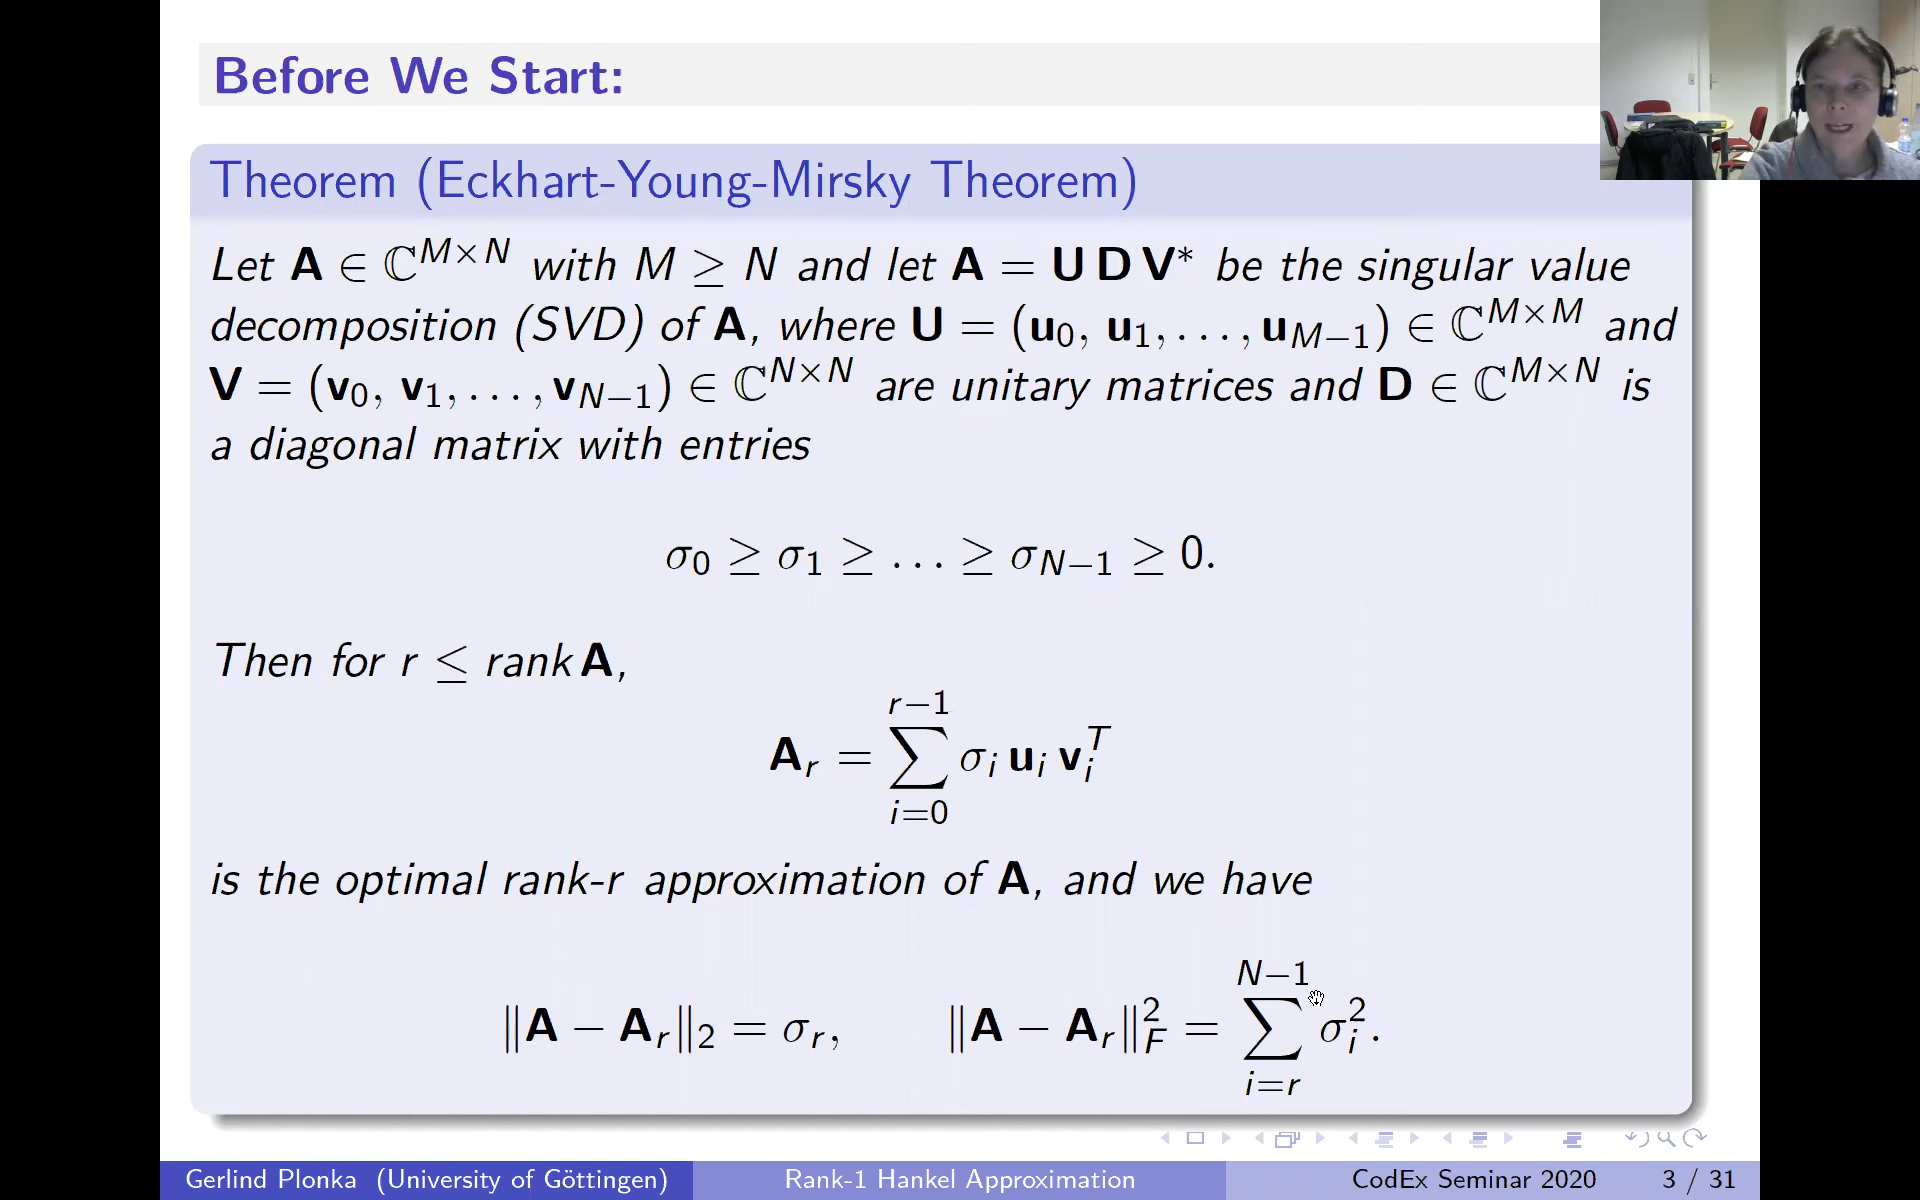 Before We Start:
Theorem (Eckhart-Young-Mirsky Theorem)
Let A ∈ ℂ^{M×N} with M ≥ N and let A = U D V* be the singular value
decomposition (SVD) of A, where U = (u_0, u_1, . . . , u_{M−1}) ∈ ℂ^{M×M} and
V = (v_0, v_1, . . . , v_{N−1}) ∈ ℂ^{N×N} are unitary matrices and D ∈ ℂ^{M×N} is
a diagonal matrix with entries
σ_0 ≥ σ_1 ≥ . . . ≥ σ_{N−1} ≥ 0.
Then for r ≤ rank A,
A_r = ∑_{i=0}^{r−1} σ_i u_i v_i^T
is the optimal rank-r approximation of A, and we have
‖A − A_r‖_2 = σ_r, ‖A − A_r‖_F^2 = ∑_{i=r}^{N−1} σ_i^2.
Gerlind Plonka (University of Göttingen) Rank-1 Hankel Approximation CodEx Seminar 2020 3 / 31